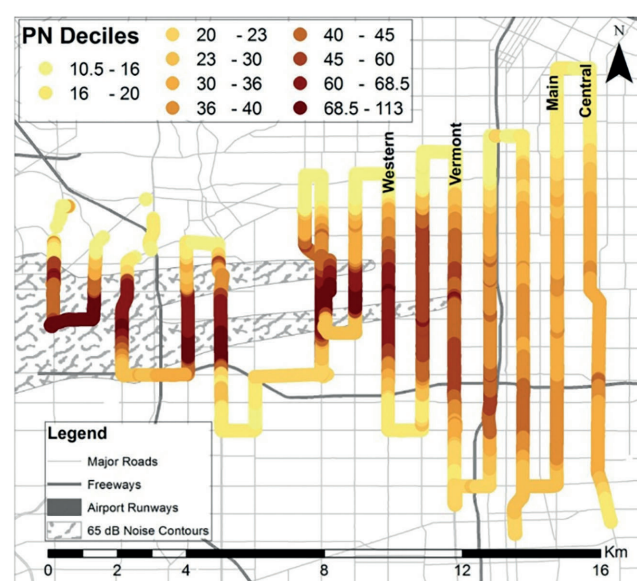 PN Deciles
10.5 - 16
16 - 20
20 - 23
23 - 30
30 - 36
36 - 40
40 - 45
45 - 60
60 - 68.5
68.5 - 113
N
Western
Vermont
Main
Central
Legend
Major Roads
Freeways
Airport Runways
65 dB Noise Contours
Km
0 2 4 8 12 16